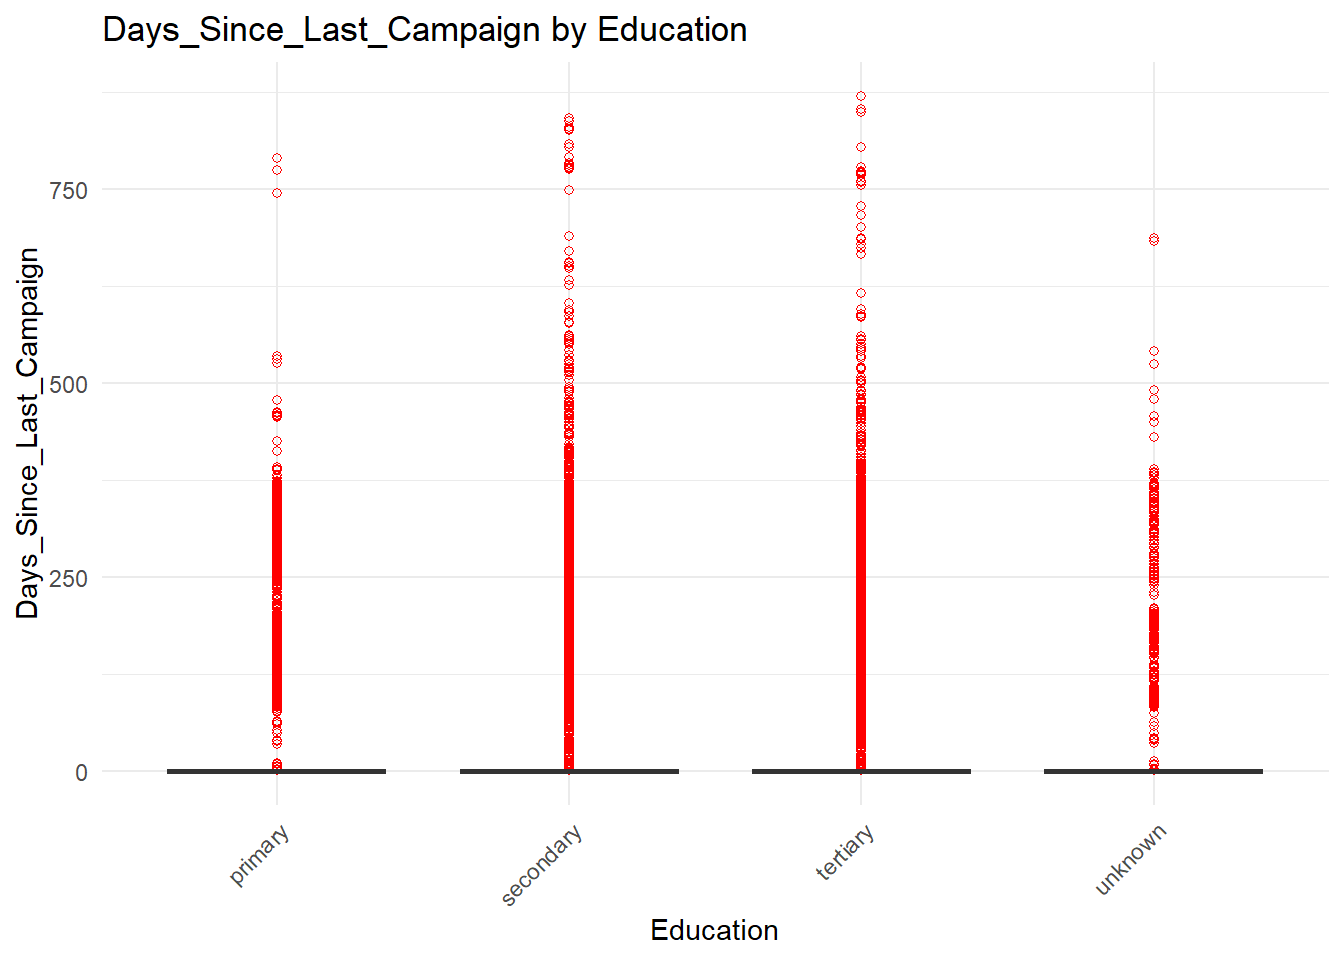 Days_Since_Last_Campaign by Education
Days_Since_Last_Campaign
750
500
250
0
primary
secondary
tertiary
unknown
Education